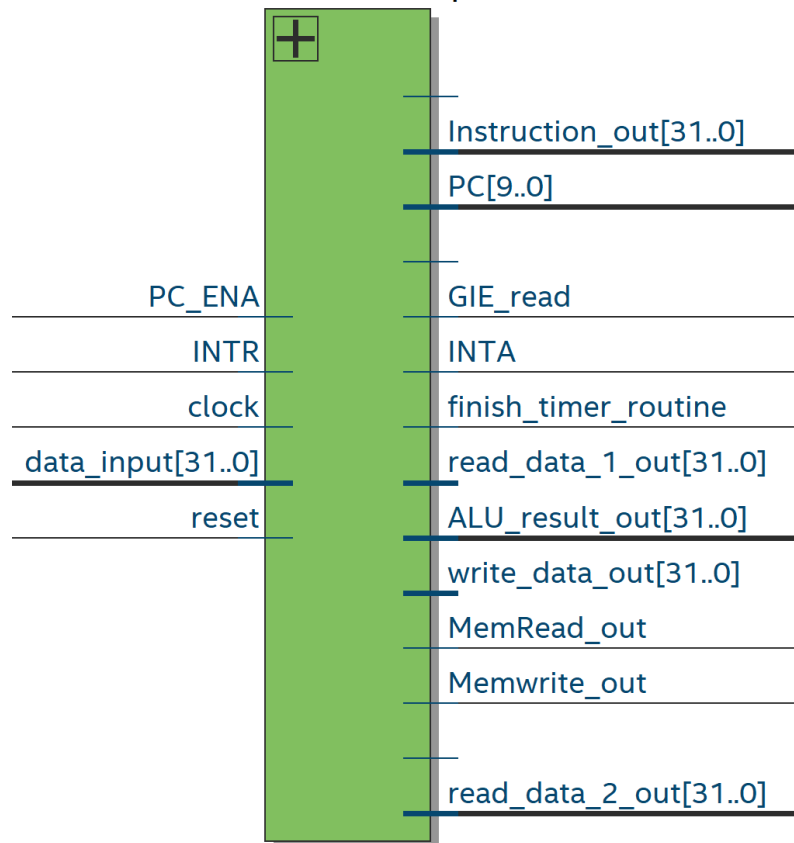 PC_ENA
INTR
clock
data_input[31..0]
reset
Instruction_out[31..0]
PC[9..0]
GIE_read
INTA
finish_timer_routine
read_data_1_out[31..0]
ALU_result_out[31..0]
write_data_out[31..0]
MemRead_out
Memwrite_out
read_data_2_out[31..0]